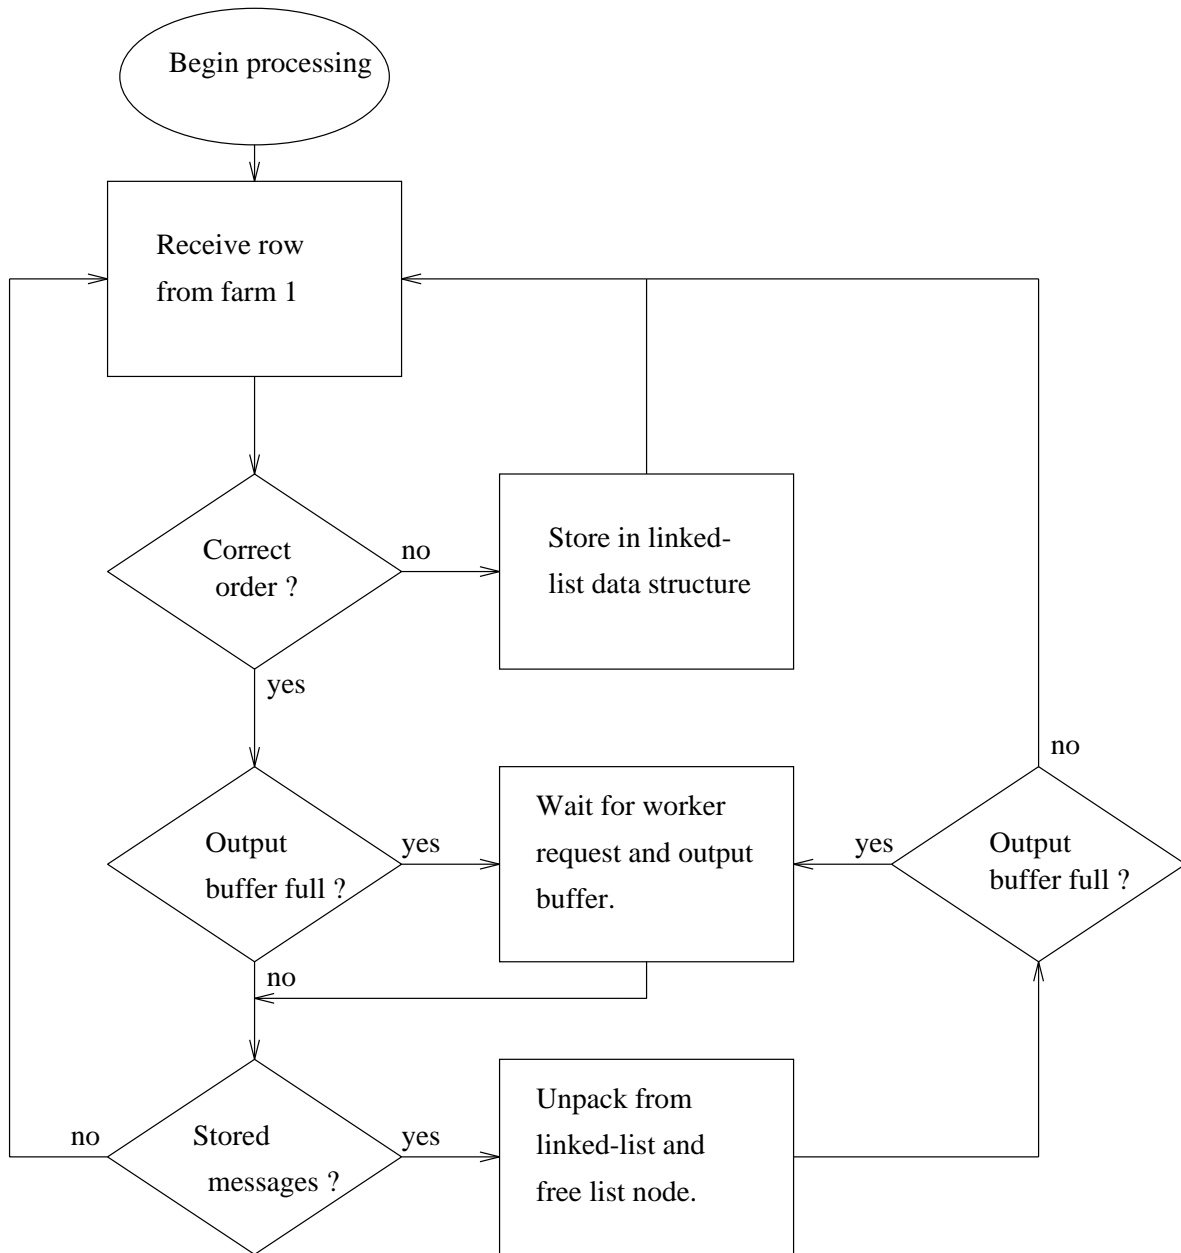 Begin processing
Receive row
from farm 1
Correct
order ?
no
Store in linked-
list data structure
yes
no
Output
buffer full ?
yes
Wait for worker
request and output
buffer.
yes
Output
buffer full ?
no
no
Stored
messages ?
yes
Unpack from
linked-list and
free list node.